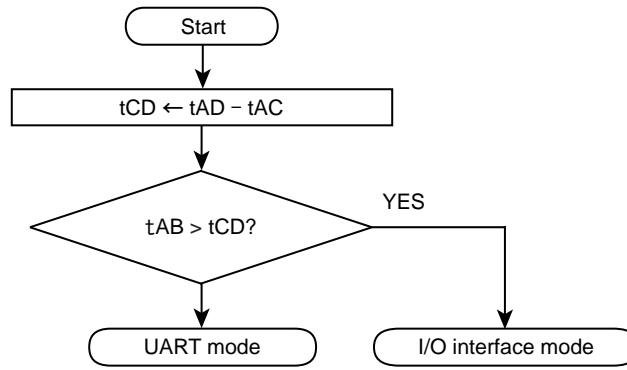 Start
tCD ← tAD − tAC
tAB > tCD?
YES
UART mode
I/O interface mode